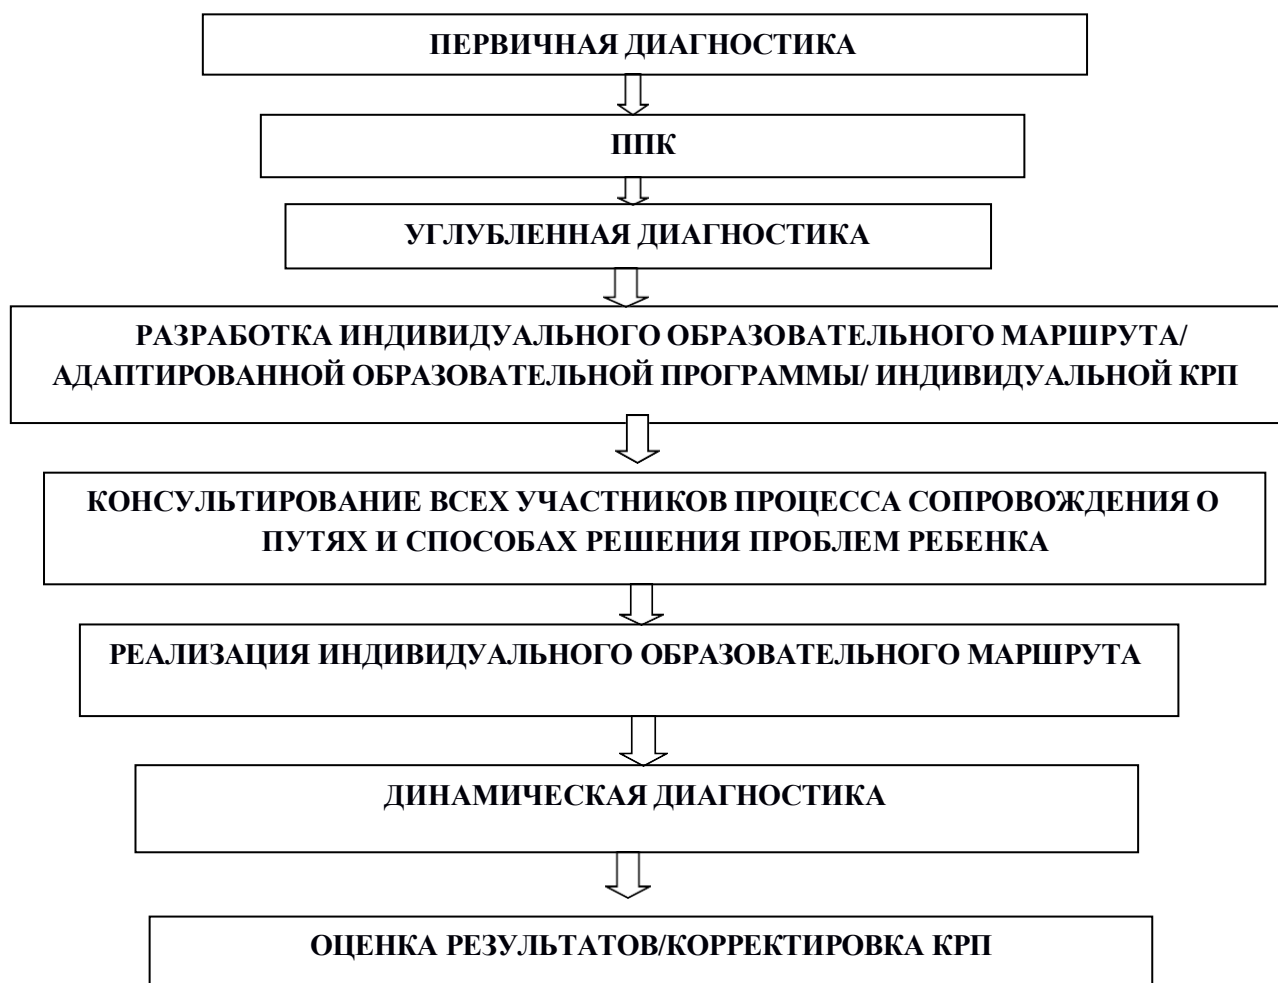 ПЕРВИЧНАЯ ДИАГНОСТИКА
ППК
УГЛУБЛЕННАЯ ДИАГНОСТИКА
РАЗРАБОТКА ИНДИВИДУАЛЬНОГО ОБРАЗОВАТЕЛЬНОГО МАРШРУТА/
АДАПТИРОВАННОЙ ОБРАЗОВАТЕЛЬНОЙ ПРОГРАММЫ/ ИНДИВИДУАЛЬНОЙ КРП
КОНСУЛЬТИРОВАНИЕ ВСЕХ УЧАСТНИКОВ ПРОЦЕССА СОПРОВОЖДЕНИЯ О
ПУТЯХ И СПОСОБАХ РЕШЕНИЯ ПРОБЛЕМ РЕБЕНКА
РЕАЛИЗАЦИЯ ИНДИВИДУАЛЬНОГО ОБРАЗОВАТЕЛЬНОГО МАРШРУТА
ДИНАМИЧЕСКАЯ ДИАГНОСТИКА
ОЦЕНКА РЕЗУЛЬТАТОВ/КОРРЕКТИРОВКА КРП